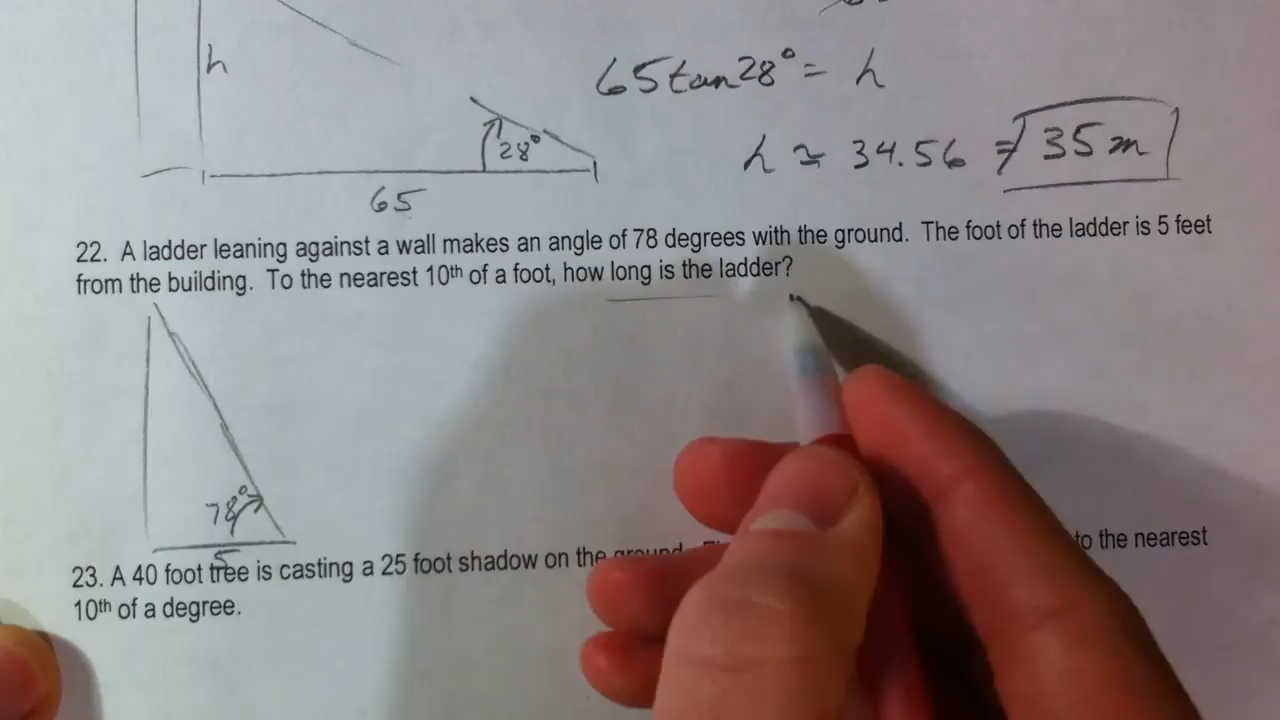 h
65tan28°= h
28°
h ≃ 34.56 ⇒ 35 m
65
22. A ladder leaning against a wall makes an angle of 78 degrees with the ground. The foot of the ladder is 5 feet
from the building. To the nearest 10th of a foot, how long is the ladder?
78°
5
23. A 40 foot tree is casting a 25 foot shadow on the ground. to the nearest
10th of a degree.